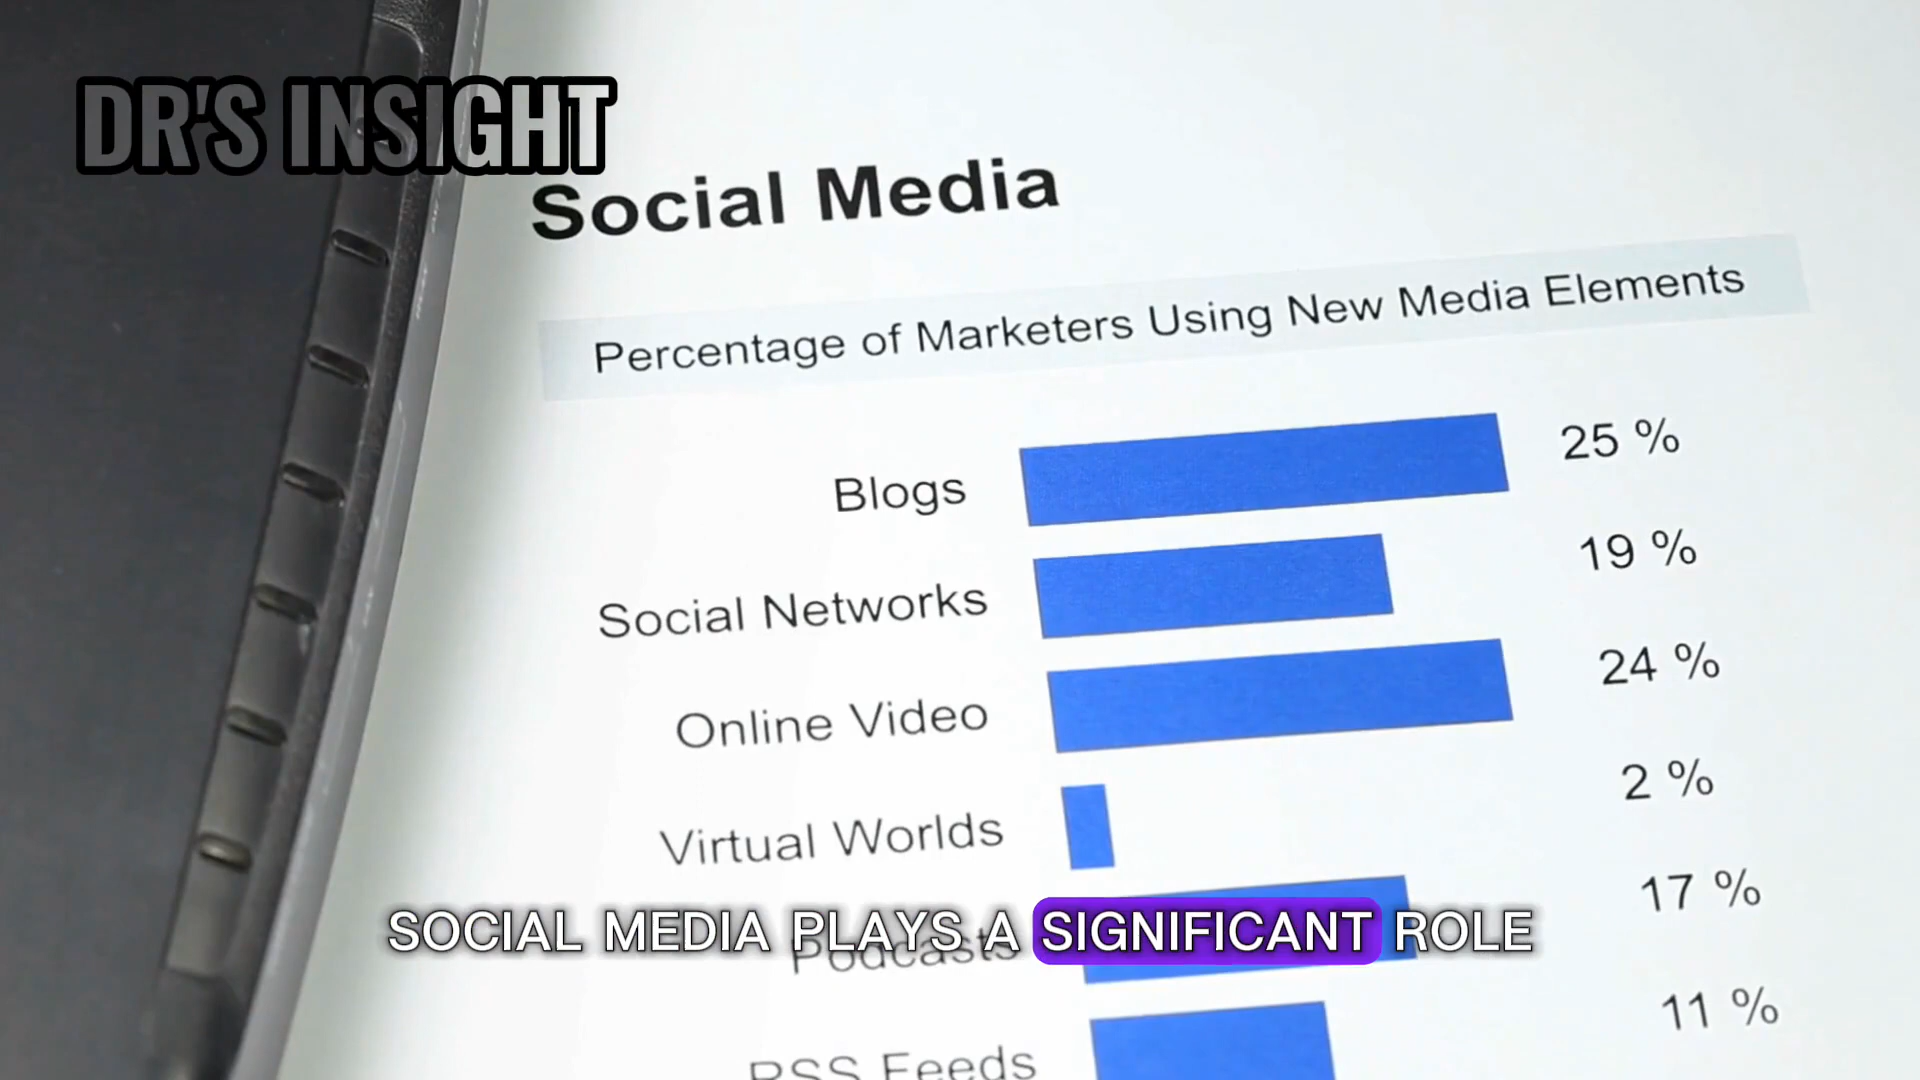 DR'S INSIGHT
Social Media
Percentage of Marketers Using New Media Elements
Blogs 25 %
Social Networks 19 %
Online Video 24 %
Virtual Worlds 2 %
Podcasts 17 %
SOCIAL MEDIA PLAYS A SIGNIFICANT ROLE
RSS Feeds 11 %